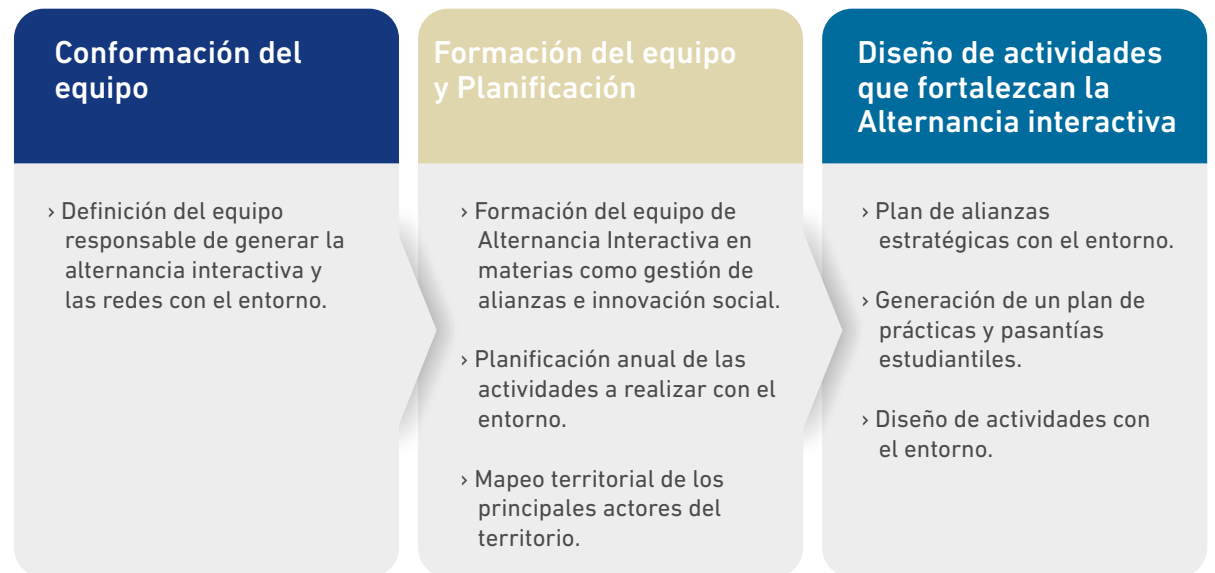 Conformación del
equipo
› Definición del equipo
responsable de generar la
alternancia interactiva y
las redes con el entorno.
Formación del equipo
y Planificación
› Formación del equipo de
Alternancia Interactiva en
materias como gestión de
alianzas e innovación social.
› Planificación anual de las
actividades a realizar con el
entorno.
› Mapeo territorial de los
principales actores del
territorio.
Diseño de actividades
que fortalezcan la
Alternancia interactiva
› Plan de alianzas
estratégicas con el entorno.
› Generación de un plan de
prácticas y pasantías
estudiantiles.
› Diseño de actividades con
el entorno.